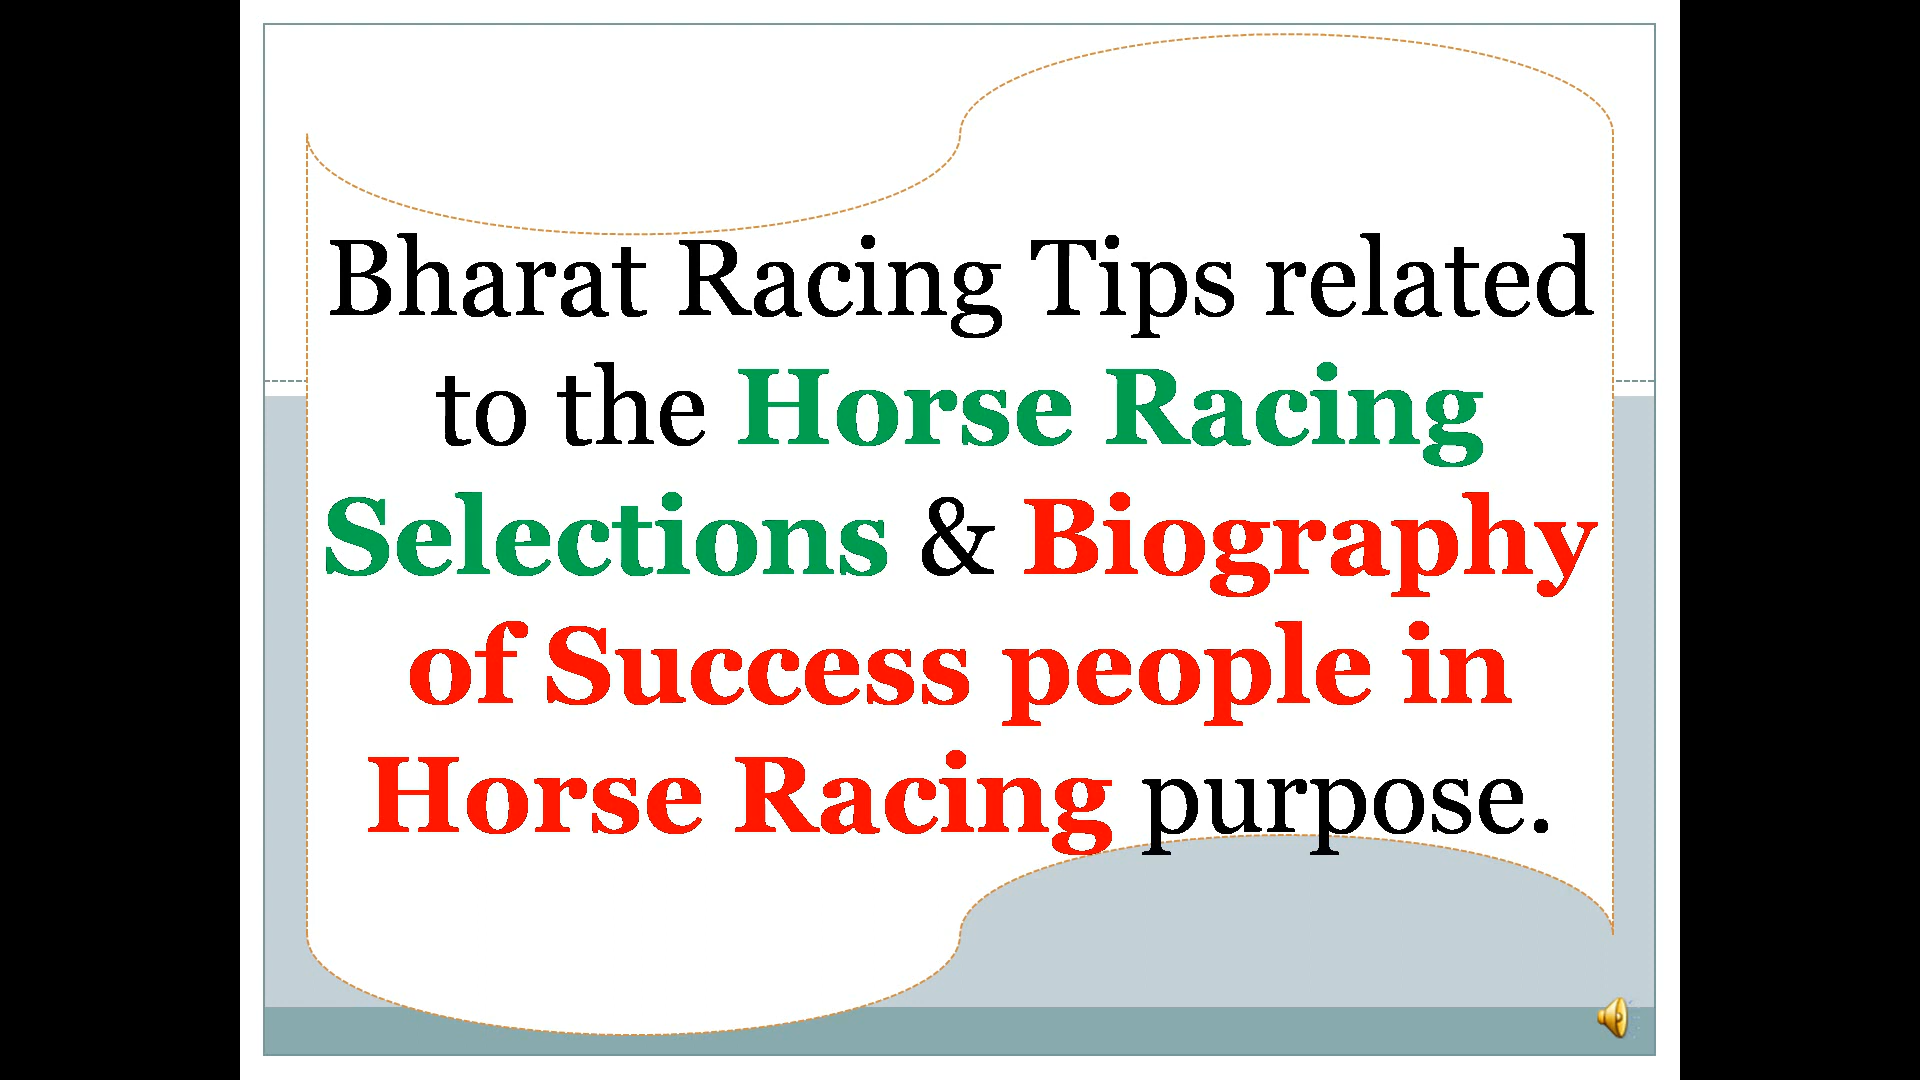 Bharat Racing Tips related
to the Horse Racing
Selections & Biography
of Success people in
Horse Racing purpose.